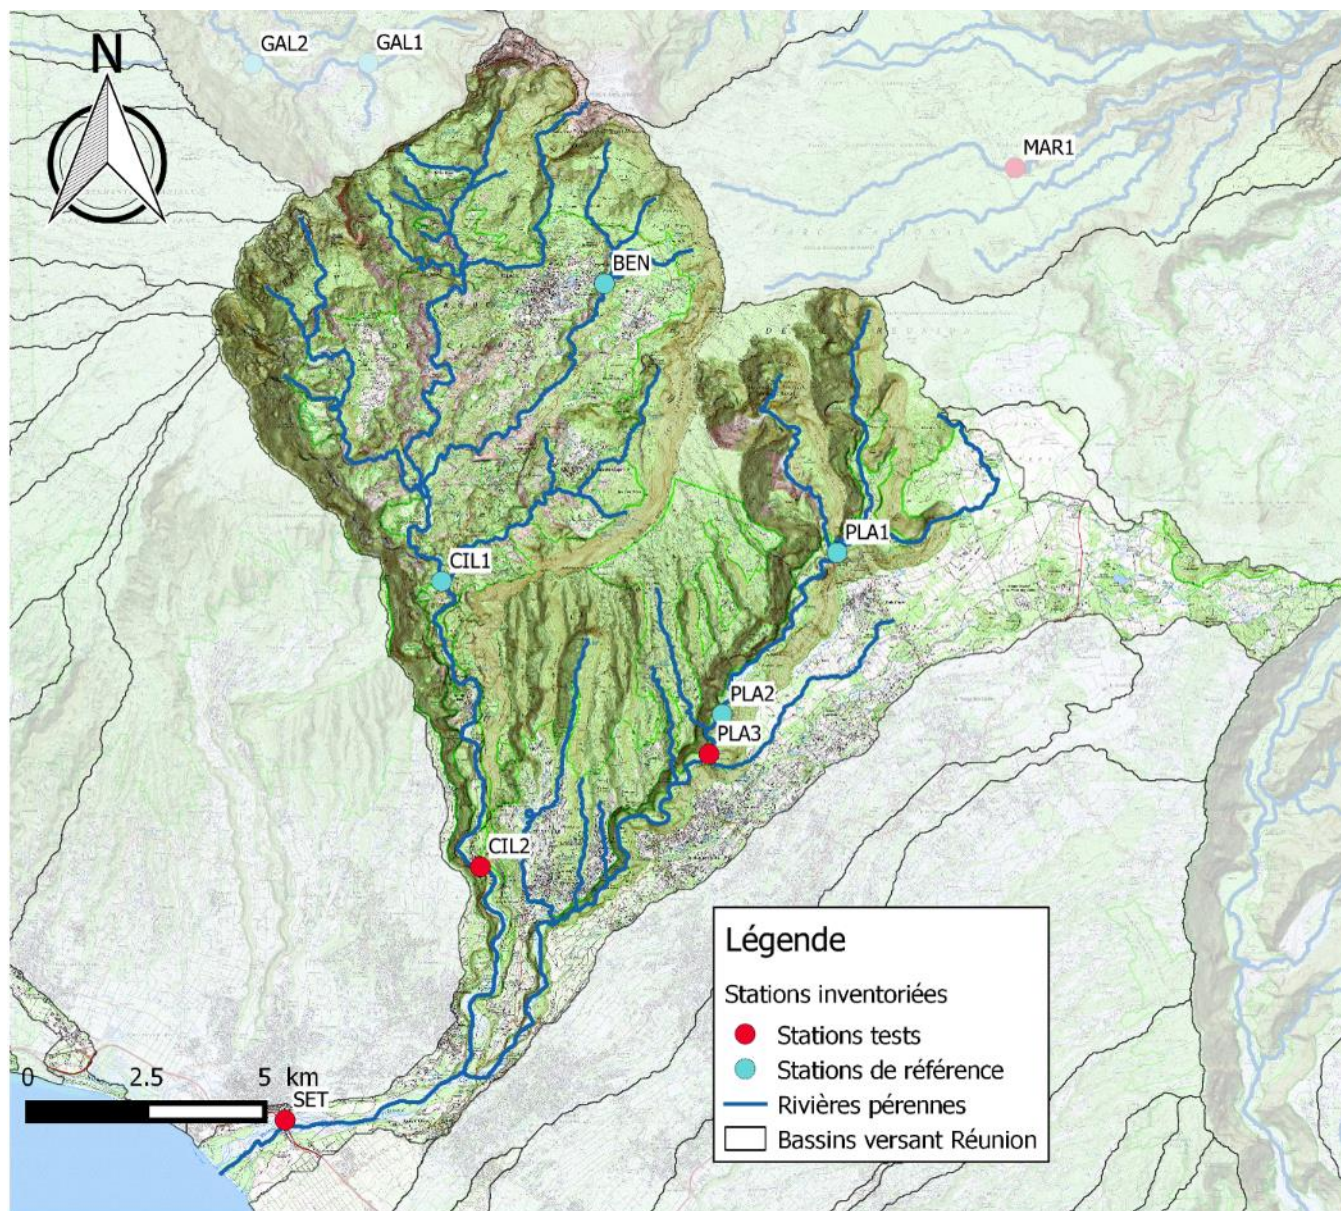 N
GAL2
GAL1
MAR1
BEN
PLA1
CIL1
PLA2
PLA3
CIL2
0 2.5 5 km
SET
Légende
Stations inventoriées
Stations tests
Stations de référence
Rivières pérennes
Bassins versant Réunion